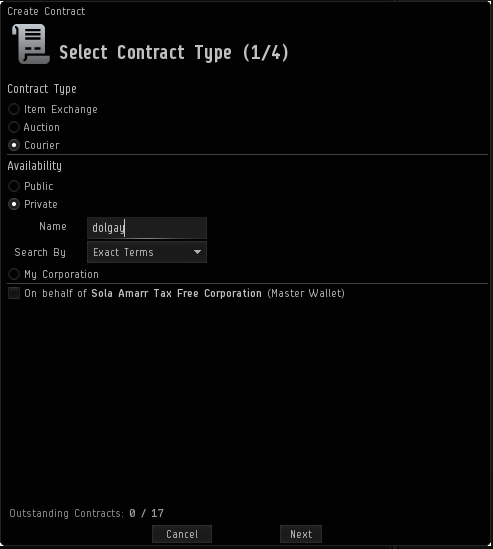 Create Contract
Select Contract Type (1/4)
Contract Type
Item Exchange
Auction
Courier
Availability
Public
Private
Name dolgay
Search By Exact Terms
My Corporation
On behalf of Sola Amarr Tax Free Corporation (Master Wallet)
Outstanding Contracts: 0 / 17
Cancel Next